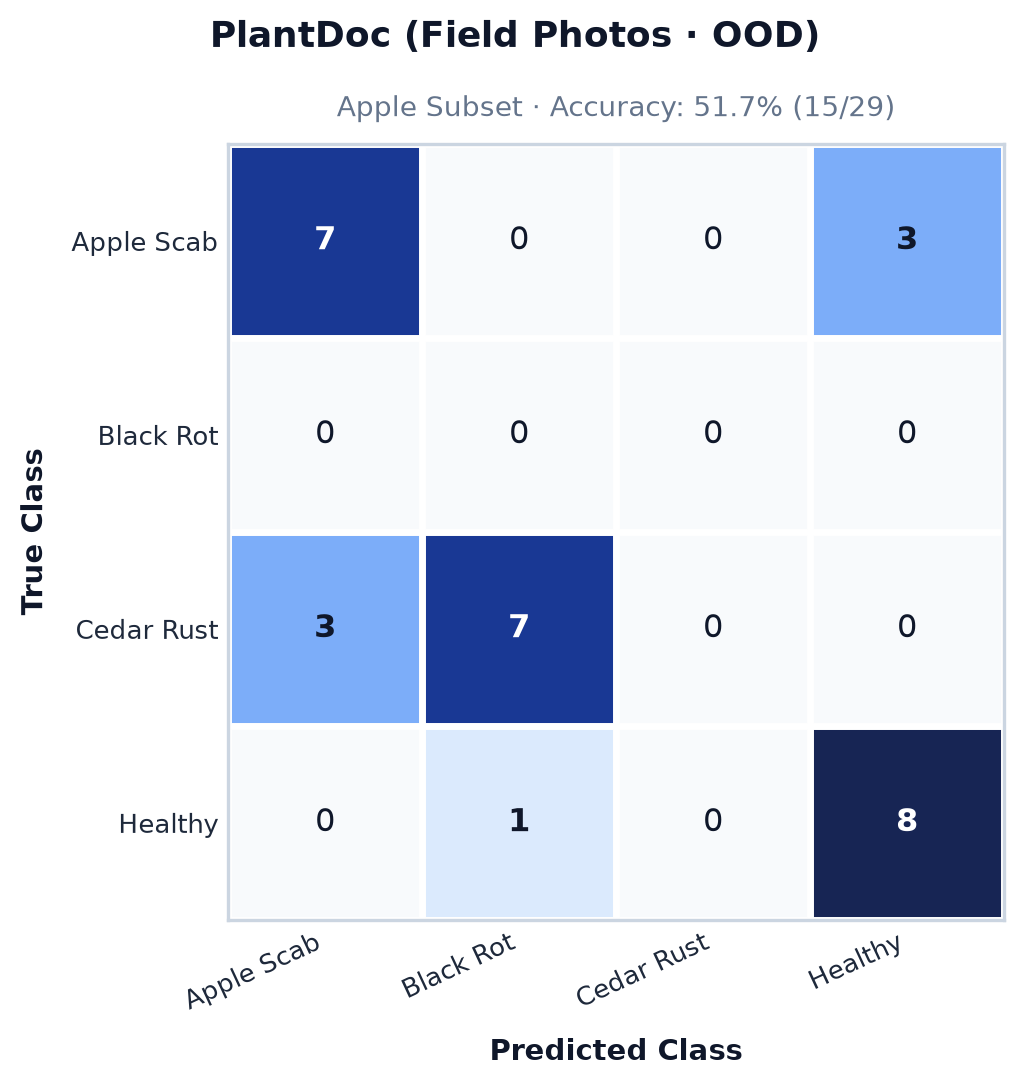 PlantDoc (Field Photos · OOD)
Apple Subset · Accuracy: 51.7% (15/29)
True Class
Apple Scab 7 0 0 3
Black Rot 0 0 0 0
Cedar Rust 3 7 0 0
Healthy 0 1 0 8
Apple Scab Black Rot Cedar Rust Healthy
Predicted Class